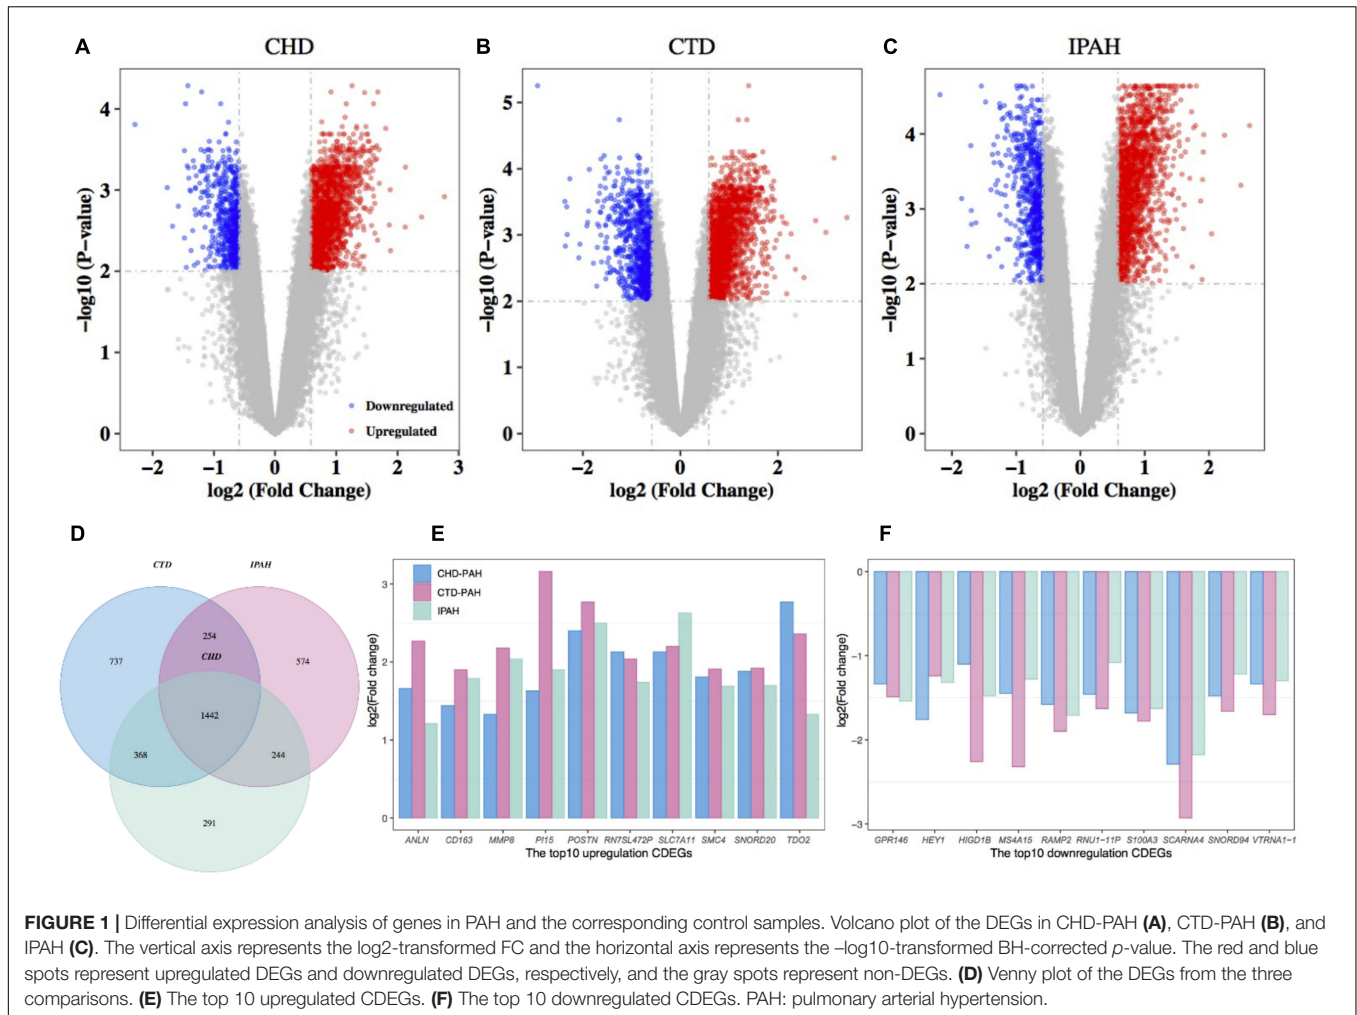 A
CHD
B
CTD
C
IPAH
−log10 (P−value)
4
3
2
1
0
Downregulated
Upregulated
−2 −1 0 1 2 3
log2 (Fold Change)
−log10 (P−value)
5
4
3
2
1
0
−2 0 2
log2 (Fold Change)
−log10 (P−value)
4
3
2
1
0
−2 −1 0 1 2
log2 (Fold Change)
D
CTD
IPAH
254
CHD
737
574
1442
368
244
291
E
CHD-PAH
CTD-PAH
IPAH
log2(Fold change)
3
2
1
0
ANLN CD163 MMP8 PI15 POSTN RN7SL472P SLC7A11 SMC4 SNORD20 TDO2
The top10 upregulation CDEGs
F
log2(Fold change)
0
−1
−2
−3
GPR146 HEY1 HIGD1B MS4A15 RAMP2 RNU1−11P S100A3 SCARNA4 SNORD94 VTRNA1−1
The top10 downregulation CDEGs
FIGURE 1 | Differential expression analysis of genes in PAH and the corresponding control samples. Volcano plot of the DEGs in CHD-PAH (A), CTD-PAH (B), and
IPAH (C). The vertical axis represents the log2-transformed FC and the horizontal axis represents the –log10-transformed BH-corrected p-value. The red and blue
spots represent upregulated DEGs and downregulated DEGs, respectively, and the gray spots represent non-DEGs. (D) Venny plot of the DEGs from the three
comparisons. (E) The top 10 upregulated CDEGs. (F) The top 10 downregulated CDEGs. PAH: pulmonary arterial hypertension.